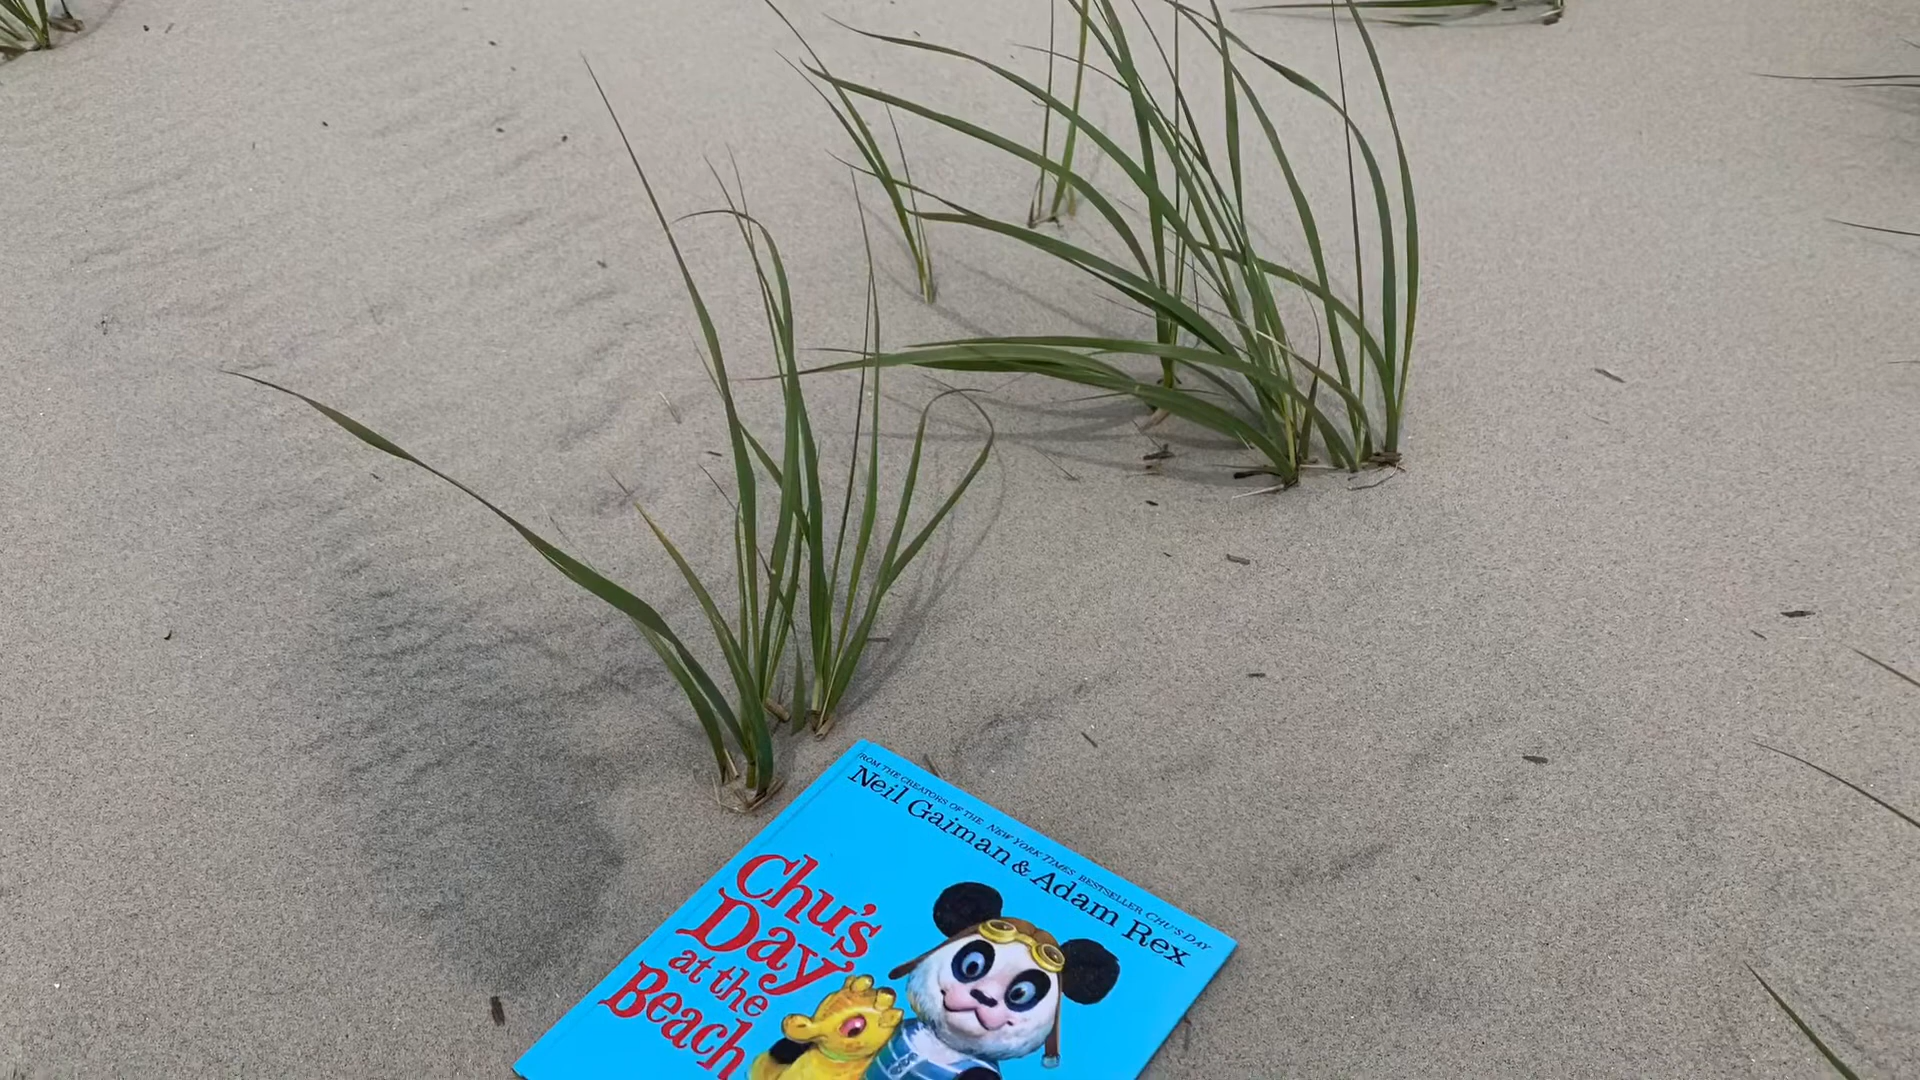 FROM THE CREATORS OF THE NEW YORK TIMES BESTSELLER CHU'S DAY
Neil Gaiman & Adam Rex
Chu's
Day
at the
Beach